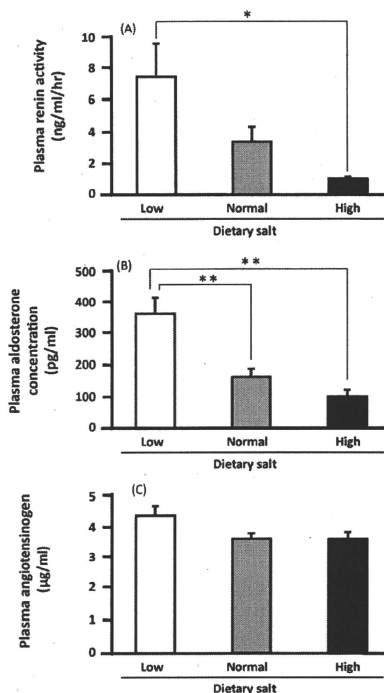 (A)
*
Plasma renin activity
(ng/ml/hr)
10
8
6
4
2
0
Low Normal High
Dietary salt
(B)
**
**
Plasma aldosterone
concentration
(pg/ml)
500
400
300
200
100
0
Low Normal High
Dietary salt
(C)
Plasma angiotensinogen
(μg/ml)
5
4
3
2
1
0
Low Normal High
Dietary salt